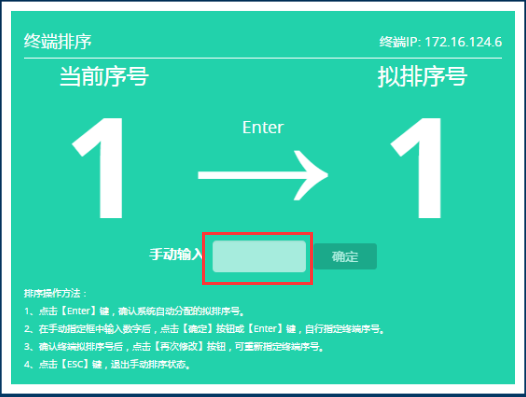 终端排序 终端IP: 172.16.124.6
当前序号 拟排序号
1 Enter 1
手动输入 确定
排序操作方法：
1、点击【Enter】键，确认系统自动分配的拟排序号。
2、在手动指定框中输入数字后，点击【确定】按钮或【Enter】键，自行指定终端序号。
3、确认终端拟排序号后，点击【再次修改】按钮，可重新指定终端序号。
4、点击【ESC】键，退出手动排序状态。